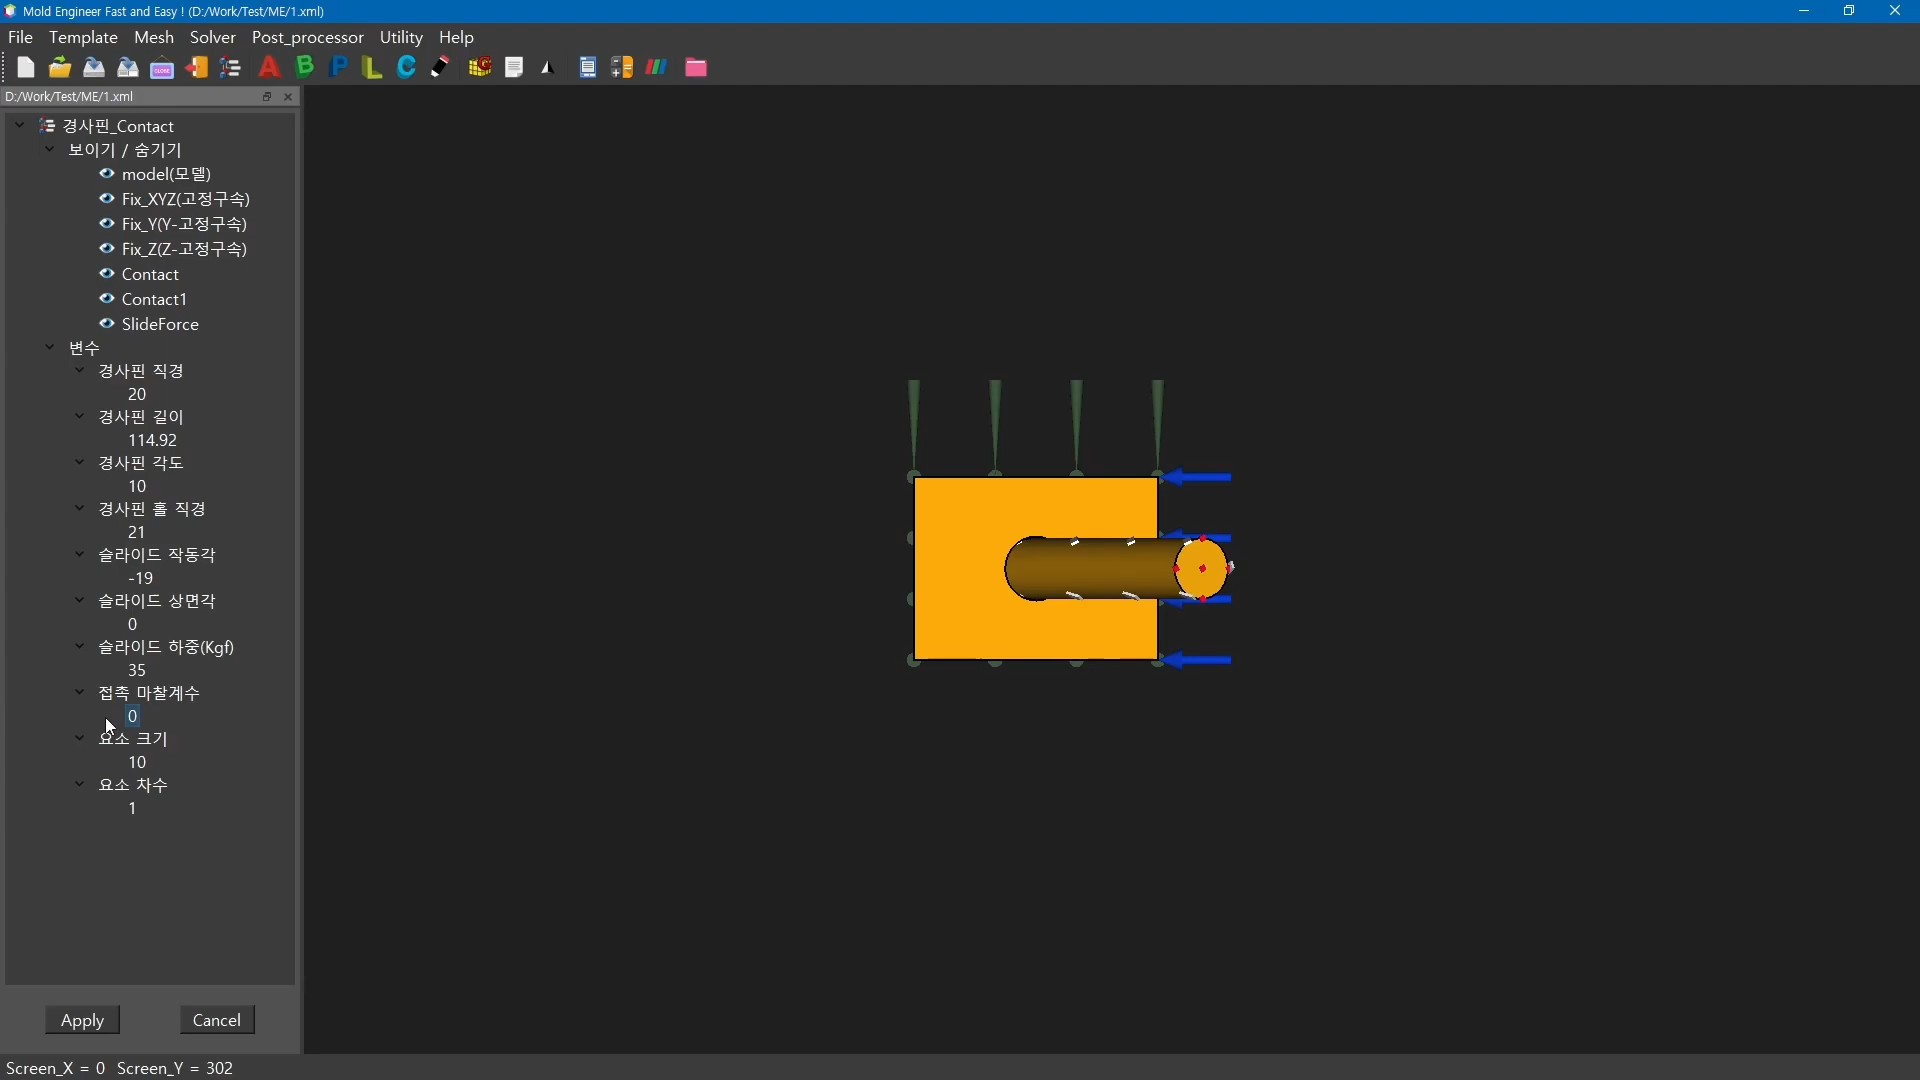 Mold Engineer Fast and Easy ! (D:/Work/Test/ME/1.xml)
File Template Mesh Solver Post_processor Utility Help
CLOSE A B P L C G
D:/Work/Test/ME/1.xml
경사핀_Contact
보이기 / 숨기기
model(모델)
Fix_XYZ(고정구속)
Fix_Y(Y-고정구속)
Fix_Z(Z-고정구속)
Contact
Contact1
SlideForce
변수
경사핀 직경
20
경사핀 길이
114.92
경사핀 각도
10
경사핀 홀 직경
21
슬라이드 작동각
-19
슬라이드 상면각
0
슬라이드 하중(Kgf)
35
접촉 마찰계수
0
요소 크기
10
요소 차수
1
Apply Cancel
Screen_X = 0 Screen_Y = 302